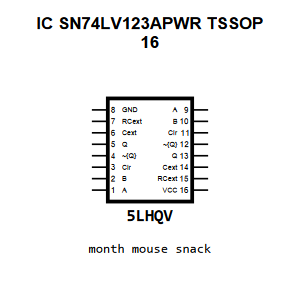 IC SN74LV123APWR TSSOP
16
8 GND A 9
7 RCext B 10
6 Cext Clr 11
5 Q ~{Q} 12
4 ~{Q} Q 13
3 Clr Cext 14
2 B RCext 15
1 A VCC 16
5LHQV
month mouse snack